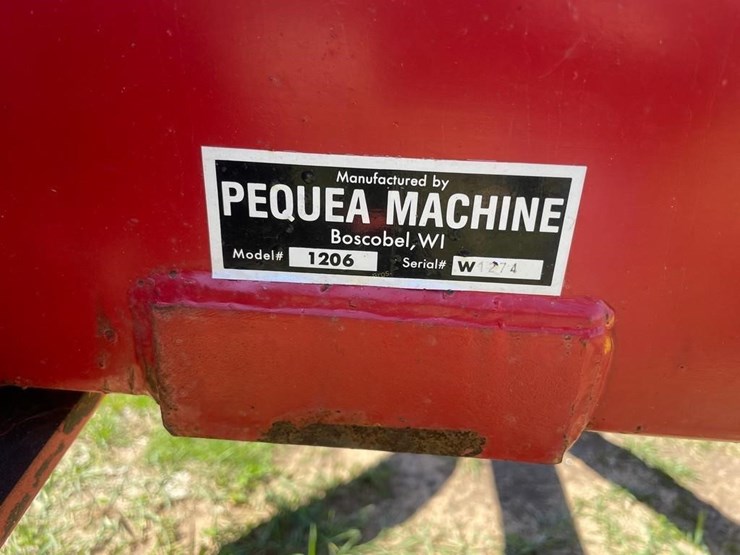 Manufactured by
PEQUEA MACHINE
Boscobel, WI
Model# 1206 Serial# W1274